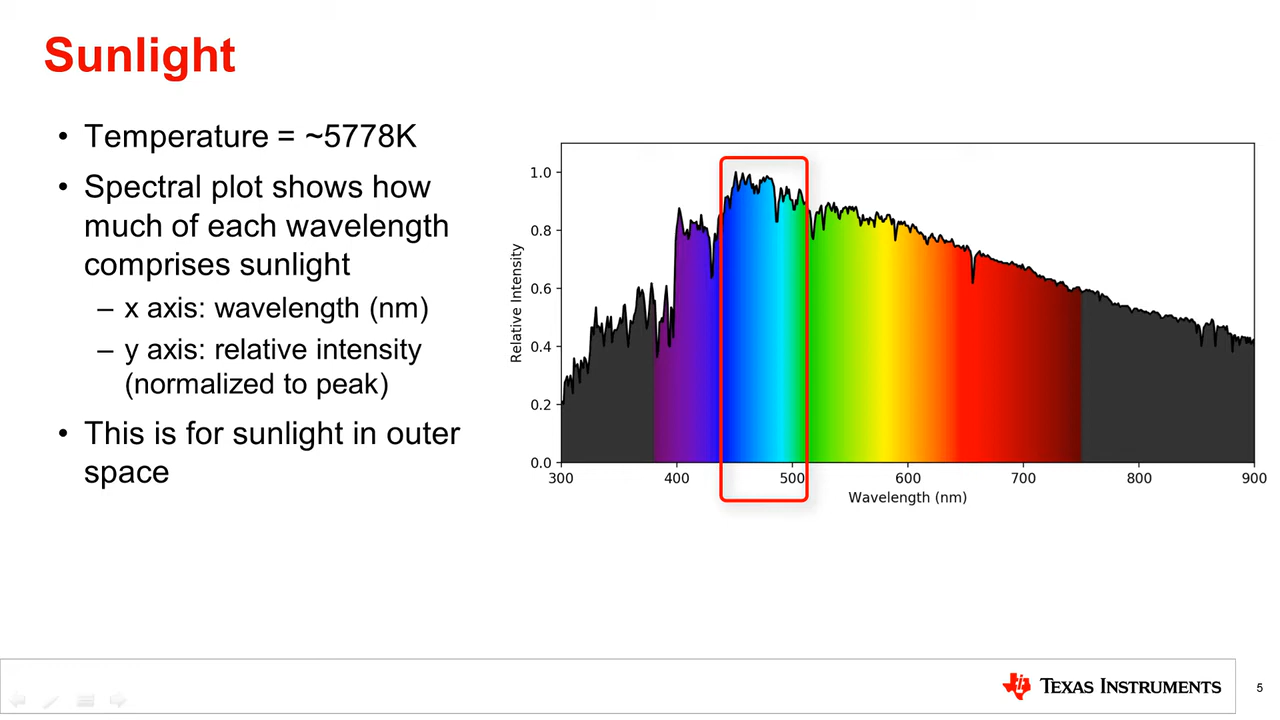 Sunlight
• Temperature = ~5778K
• Spectral plot shows how
much of each wavelength
comprises sunlight
– x axis: wavelength (nm)
– y axis: relative intensity
(normalized to peak)
• This is for sunlight in outer
space
Relative Intensity
1.0
0.8
0.6
0.4
0.2
0.0
300 400 500 600 700 800 900
Wavelength (nm)
TEXAS INSTRUMENTS
5